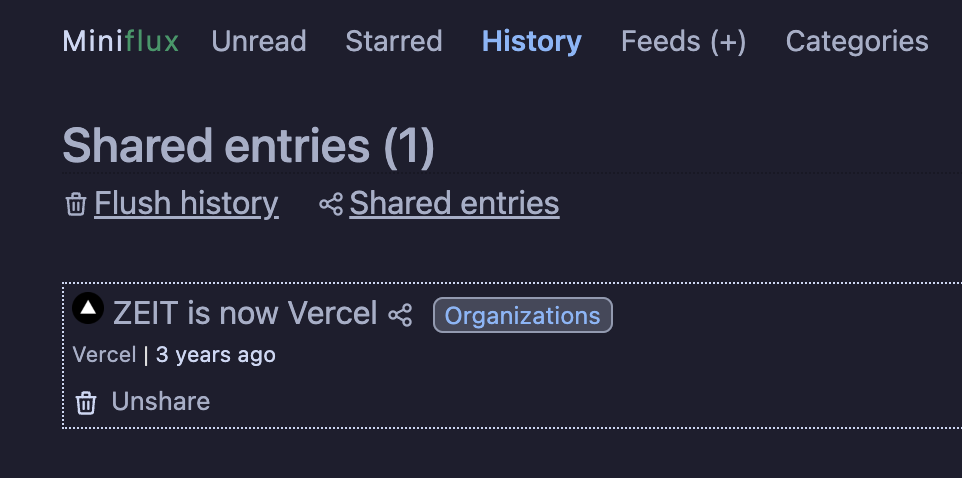 Miniflux Unread Starred History Feeds (+) Categories
Shared entries (1)
Flush history Shared entries
ZEIT is now Vercel Organizations
Vercel | 3 years ago
Unshare